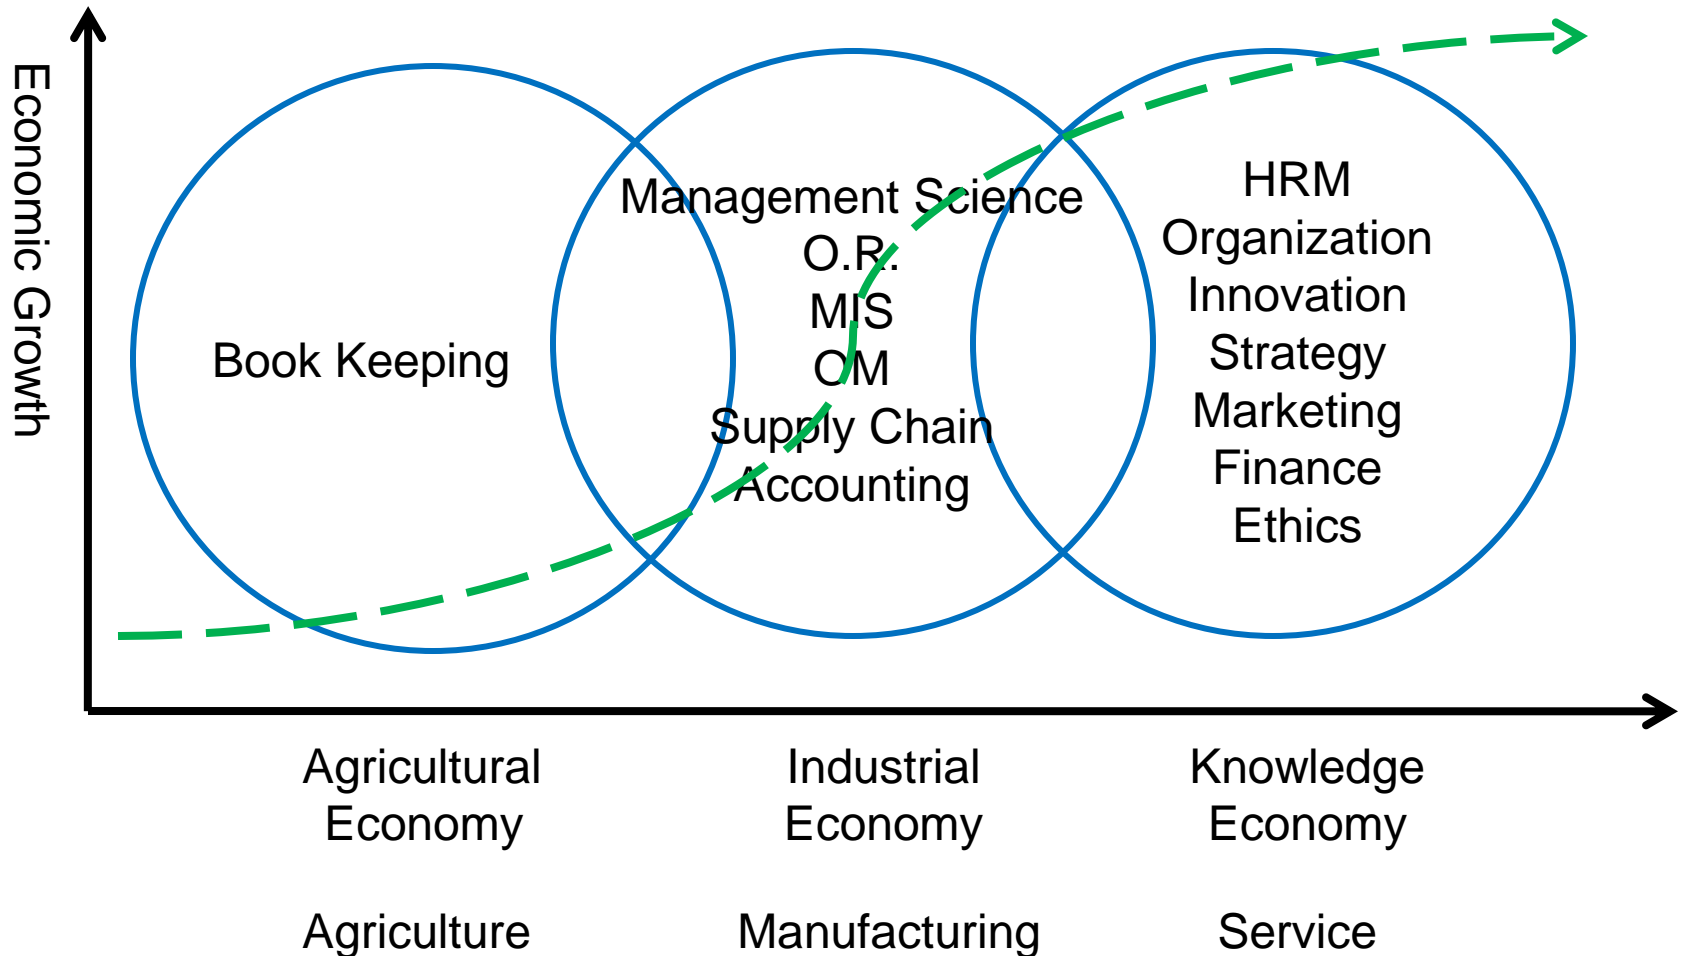 Economic Growth
Book Keeping
Management Science
O.R.
MIS
OM
Supply Chain
Accounting
HRM
Organization
Innovation
Strategy
Marketing
Finance
Ethics
Agricultural
Economy
Industrial
Economy
Knowledge
Economy
Agriculture
Manufacturing
Service